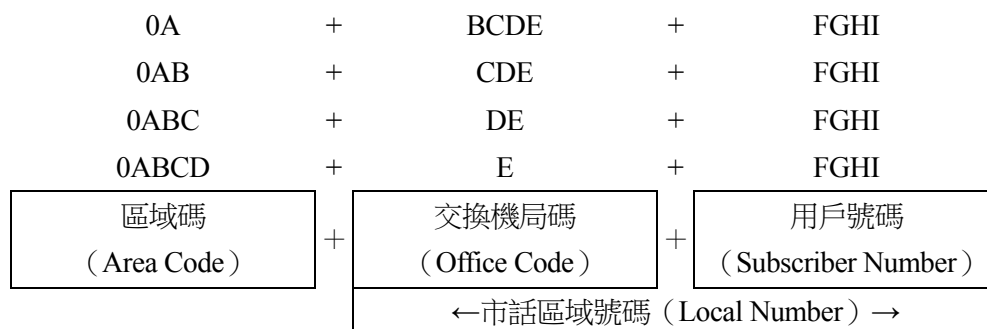 0A + BCDE + FGHI
0AB + CDE + FGHI
0ABC + DE + FGHI
0ABCD + E + FGHI
區域碼 + 交換機局碼 + 用戶號碼
（Area Code） （Office Code） （Subscriber Number）
←市話區域號碼（Local Number）→